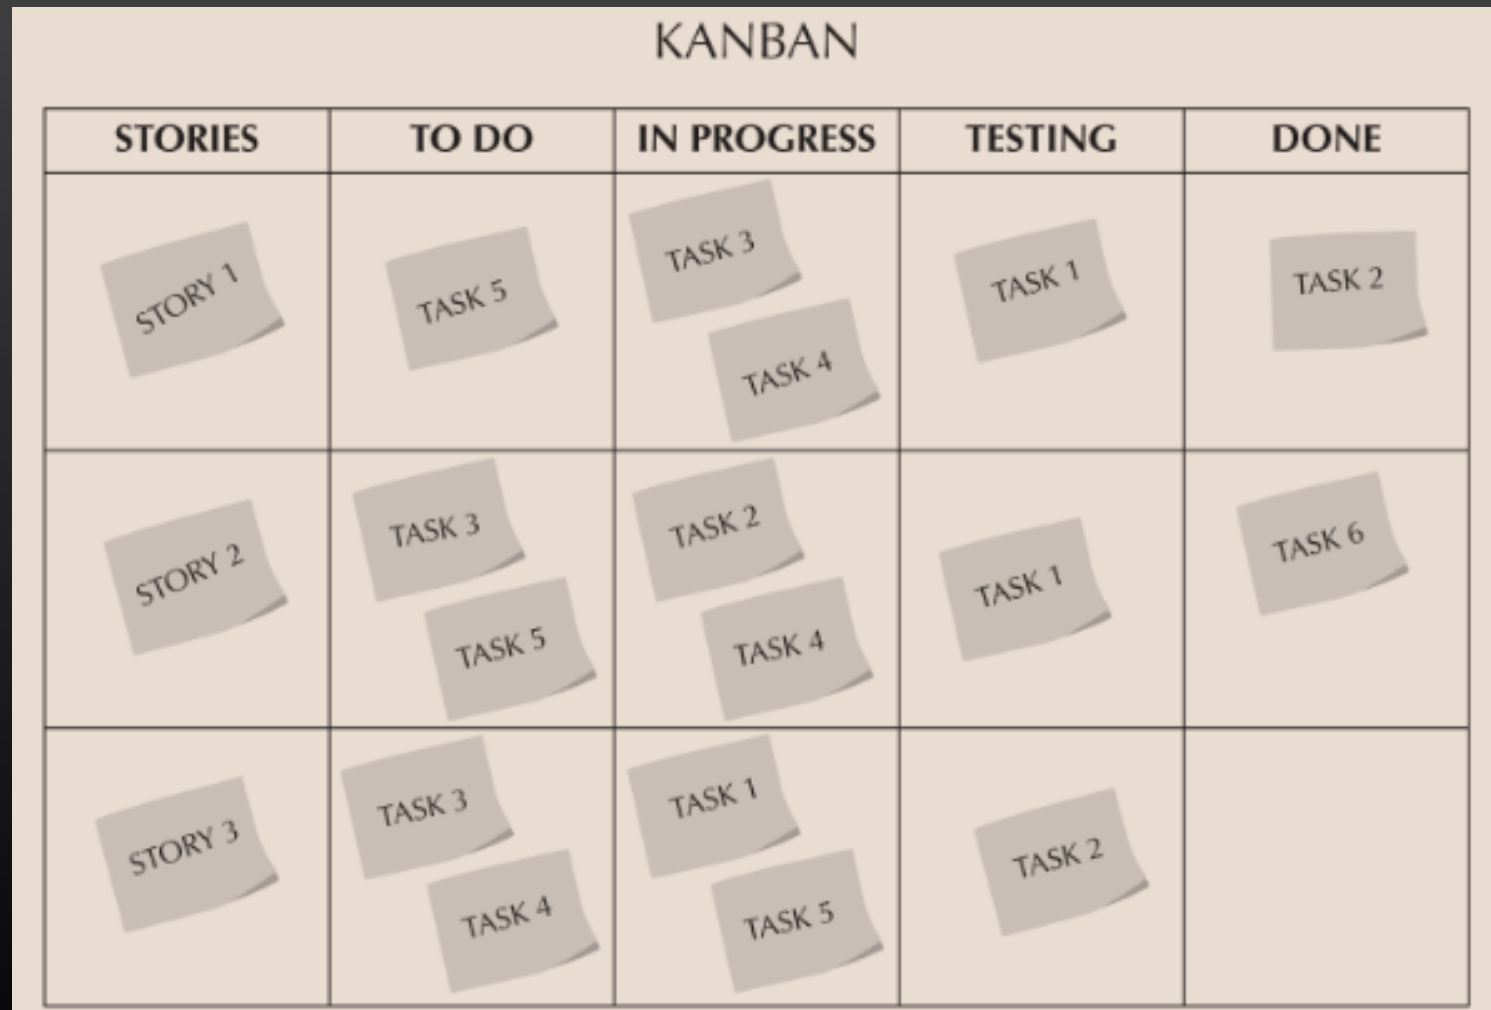 KANBAN
STORIES TO DO IN PROGRESS TESTING DONE
STORY 1
TASK 5
TASK 3
TASK 4
TASK 1
TASK 2
STORY 2
TASK 3
TASK 5
TASK 2
TASK 4
TASK 1
TASK 6
STORY 3
TASK 3
TASK 4
TASK 1
TASK 5
TASK 2